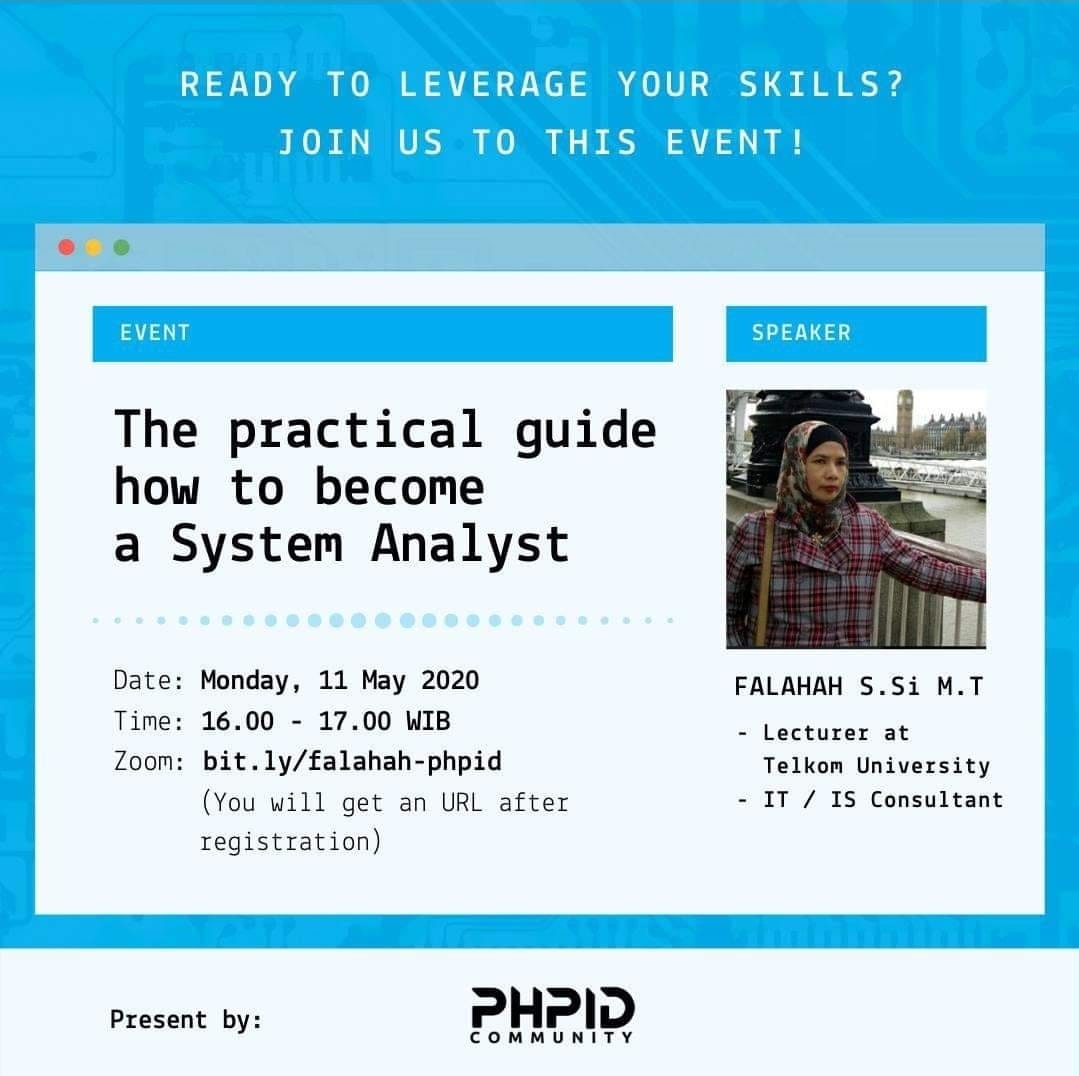 READY TO LEVERAGE YOUR SKILLS?
JOIN US TO THIS EVENT!
EVENT
The practical guide
how to become
a System Analyst
Date: Monday, 11 May 2020
Time: 16.00 - 17.00 WIB
Zoom: bit.ly/falahah-phpid
(You will get an URL after
registration)
SPEAKER
FALAHAH S.Si M.T
- Lecturer at
Telkom University
- IT / IS Consultant
Present by:
PHPID
COMMUNITY